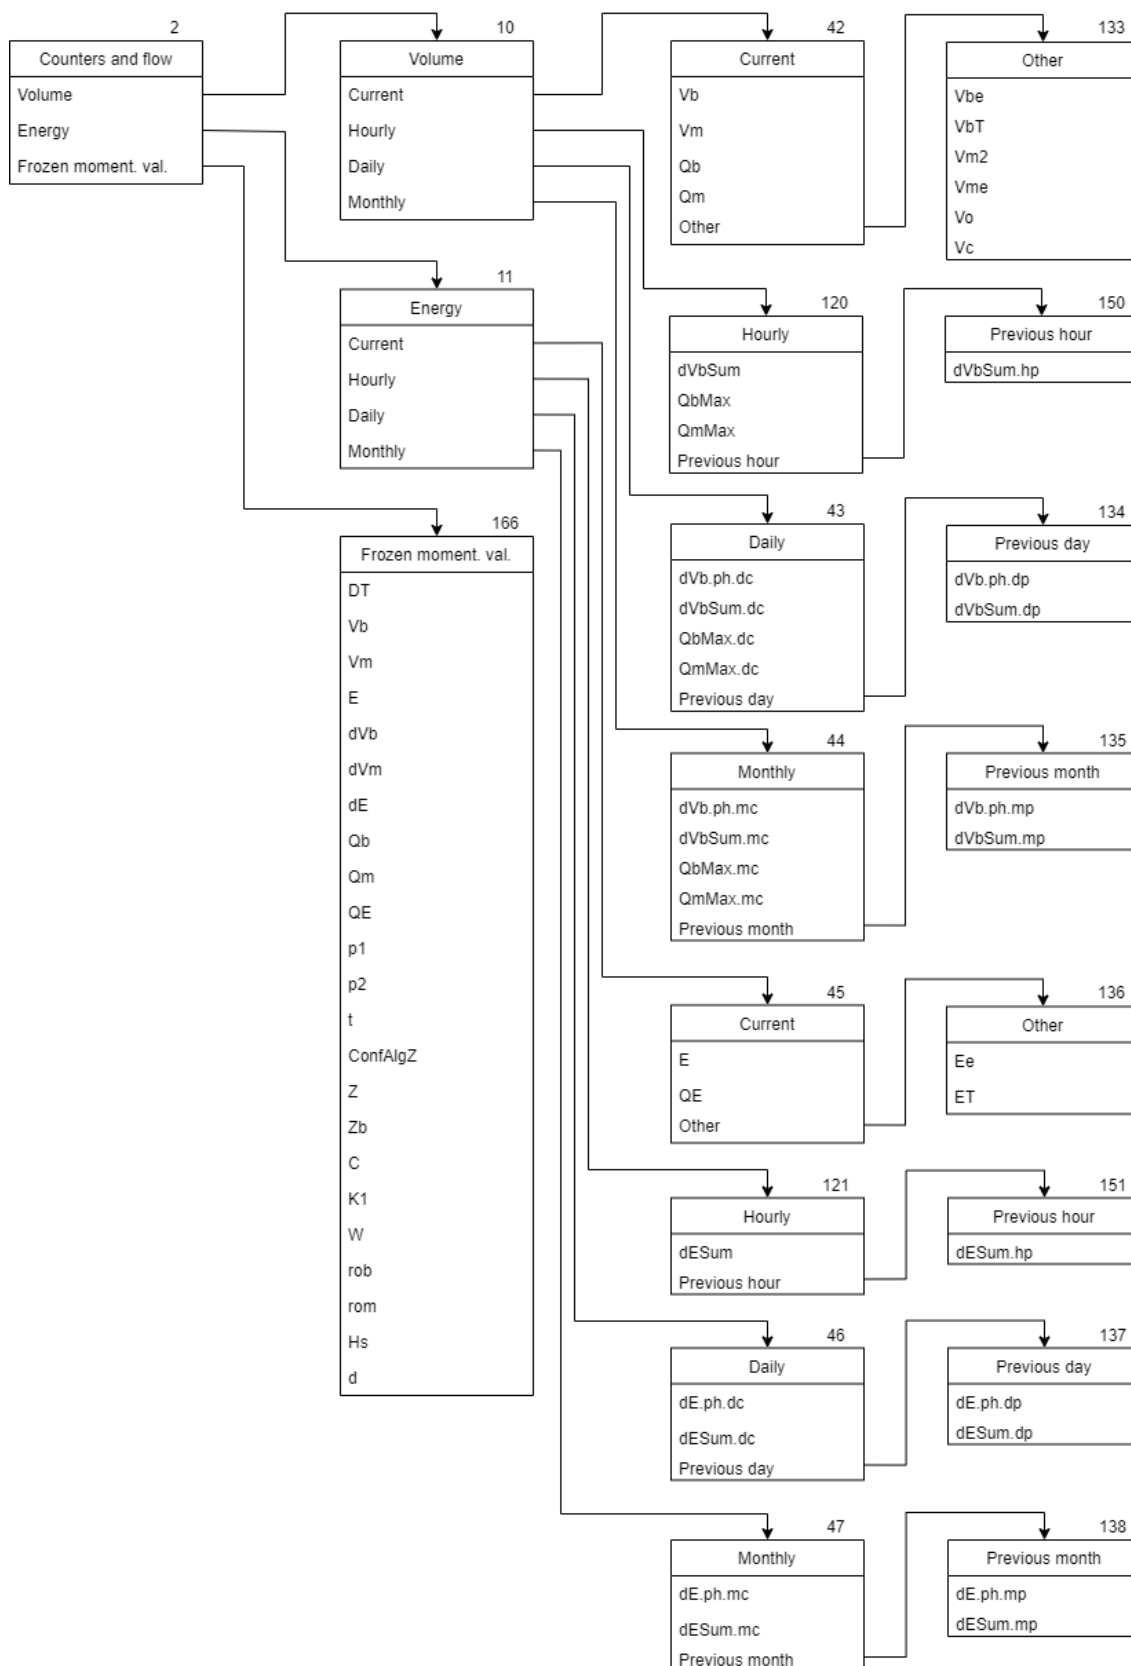 2
Counters and flow
Volume
Energy
Frozen moment. val.
10
Volume
Current
Hourly
Daily
Monthly
11
Energy
Current
Hourly
Daily
Monthly
166
Frozen moment. val.
DT
Vb
Vm
E
dVb
dVm
dE
Qb
Qm
QE
p1
p2
t
ConfAlgZ
Z
Zb
C
K1
W
rob
rom
Hs
d
42
Current
Vb
Vm
Qb
Qm
Other
133
Other
Vbe
VbT
Vm2
Vme
Vo
Vc
120
Hourly
dVbSum
QbMax
QmMax
Previous hour
150
Previous hour
dVbSum.hp
43
Daily
dVb.ph.dc
dVbSum.dc
QbMax.dc
QmMax.dc
Previous day
134
Previous day
dVb.ph.dp
dVbSum.dp
44
Monthly
dVb.ph.mc
dVbSum.mc
QbMax.mc
QmMax.mc
Previous month
135
Previous month
dVb.ph.mp
dVbSum.mp
45
Current
E
QE
Other
136
Other
Ee
ET
121
Hourly
dESum
Previous hour
151
Previous hour
dESum.hp
46
Daily
dE.ph.dc
dESum.dc
Previous day
137
Previous day
dE.ph.dp
dESum.dp
47
Monthly
dE.ph.mc
dESum.mc
Previous month
138
Previous month
dE.ph.mp
dESum.mp